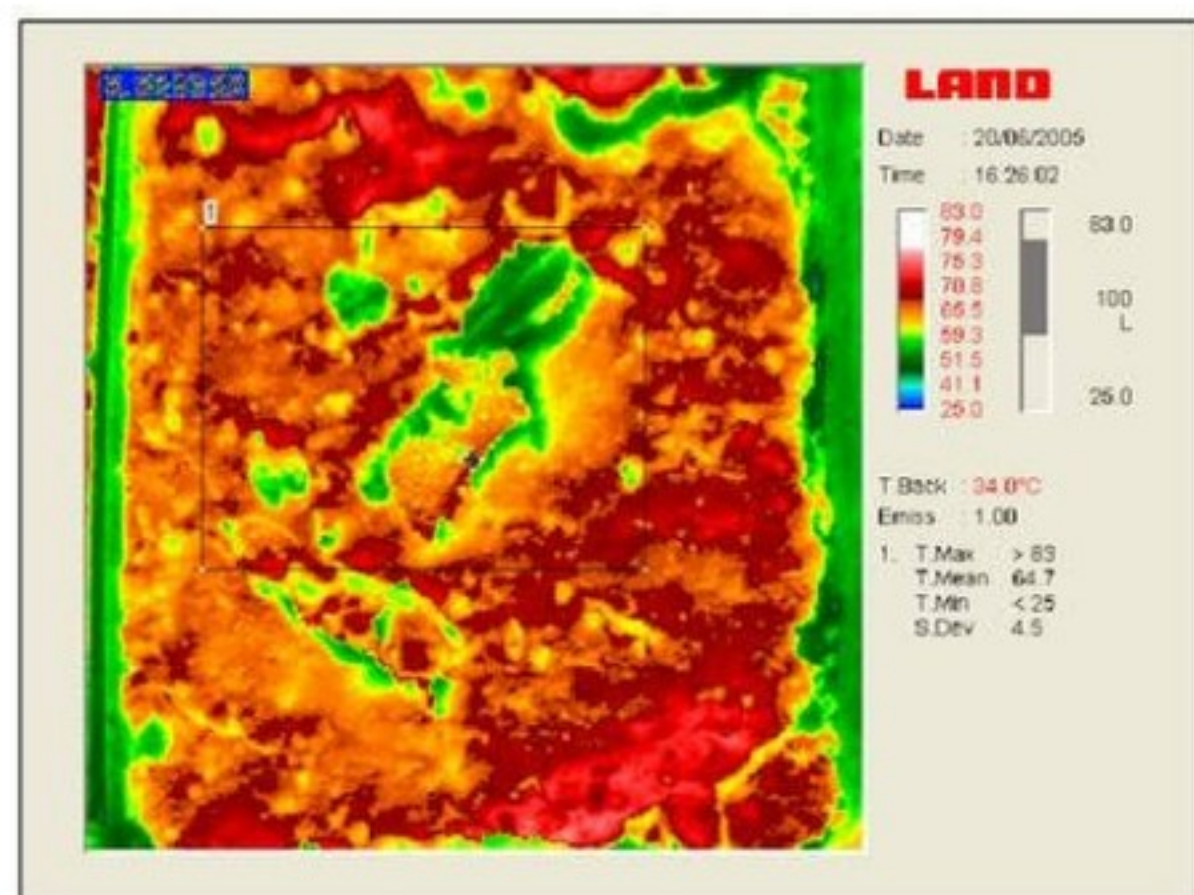 1
LAND
Date : 20/06/2005
Time : 16:26:02
83.0
79.4
75.3
70.8
65.5
59.3
51.5
41.1
25.0
83.0
100
L
25.0
T.Back : 34.0°C
Emiss : 1.00
1. T.Max > 83
T.Mean 64.7
T.Min < 25
S.Dev 4.5